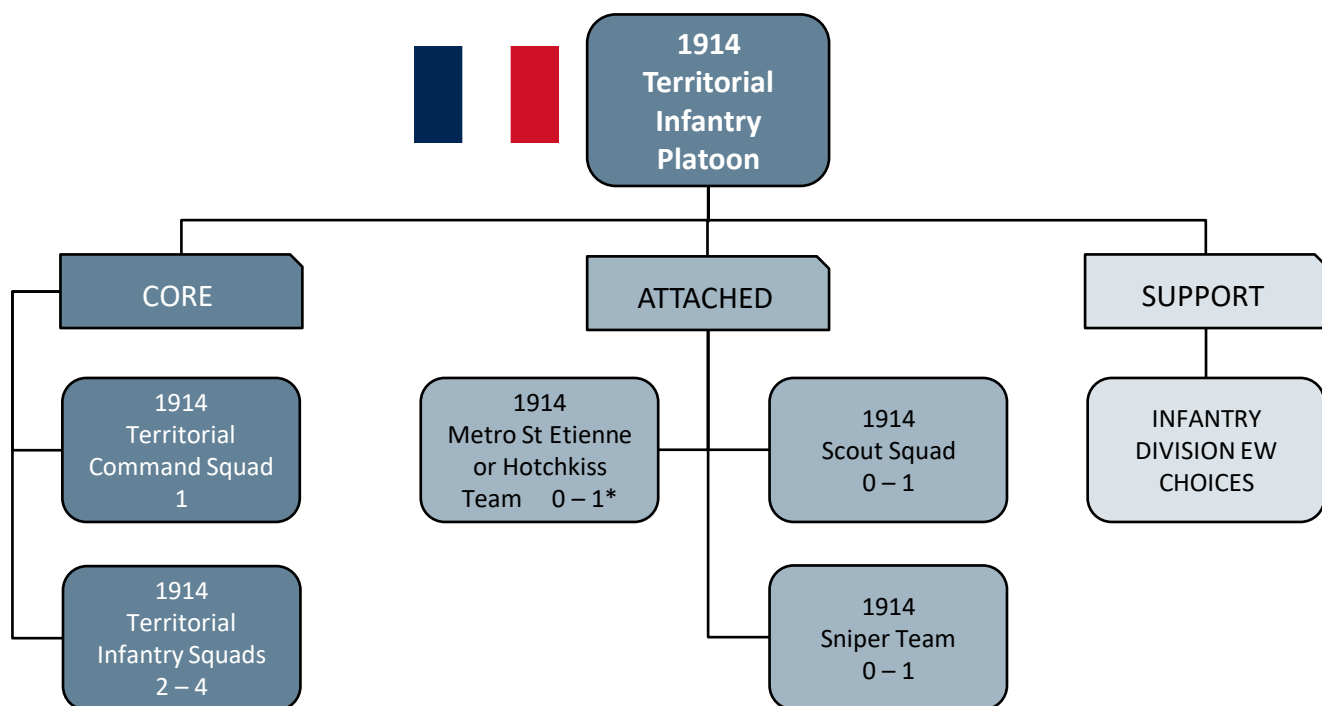 1914
Territorial
Infantry
Platoon
CORE
ATTACHED
SUPPORT
1914
Territorial
Command Squad
1
1914
Metro St Etienne
or Hotchkiss
Team 0 – 1*
1914
Scout Squad
0 – 1
INFANTRY
DIVISION EW
CHOICES
1914
Territorial
Infantry Squads
2 – 4
1914
Sniper Team
0 – 1